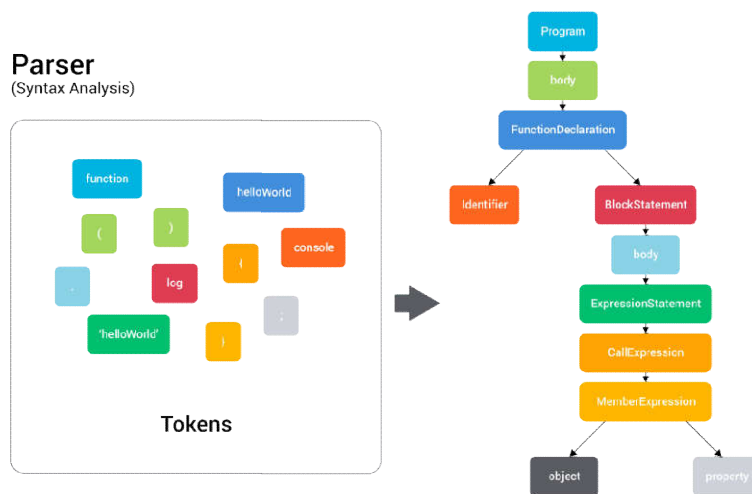 Parser
(Syntax Analysis)
function
helloWorld
(
)
console
{
.
log
;
'helloWorld'
}
Tokens
Program
body
FunctionDeclaration
Identifier
BlockStatement
body
ExpressionStatement
CallExpression
MemberExpression
object
property